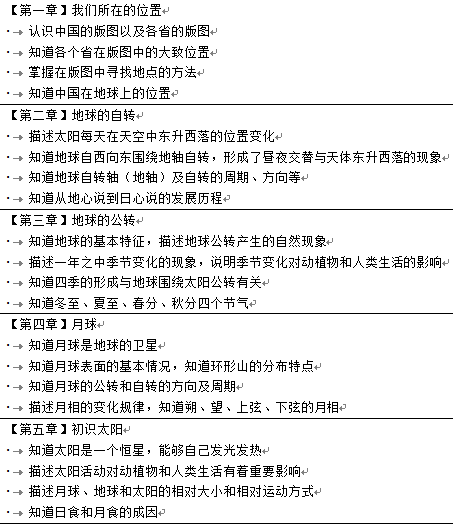 【第一章】我们所在的位置
认识中国的版图以及各省的版图
知道各个省在版图中的大致位置
掌握在版图中寻找地点的方法
知道中国在地球上的位置
【第二章】地球的自转
描述太阳每天在天空中东升西落的位置变化
知道地球自西向东围绕地轴自转，形成了昼夜交替与天体东升西落的现象
知道地球自转轴（地轴）及自转的周期、方向等
知道从地心说到日心说的发展历程
【第三章】地球的公转
知道地球的基本特征，描述地球公转产生的自然现象
描述一年之中季节变化的现象，说明季节变化对动植物和人类生活的影响
知道四季的形成与地球围绕太阳公转有关
知道冬至、夏至、春分、秋分四个节气
【第四章】月球
知道月球是地球的卫星
知道月球表面的基本情况，知道环形山的分布特点
知道月球的公转和自转的方向及周期
描述月相的变化规律，知道朔、望、上弦、下弦的月相
【第五章】初识太阳
知道太阳是一个恒星，能够自己发光发热
描述太阳活动对动植物和人类生活有着重要影响
描述月球、地球和太阳的相对大小和相对运动方式
知道日食和月食的成因